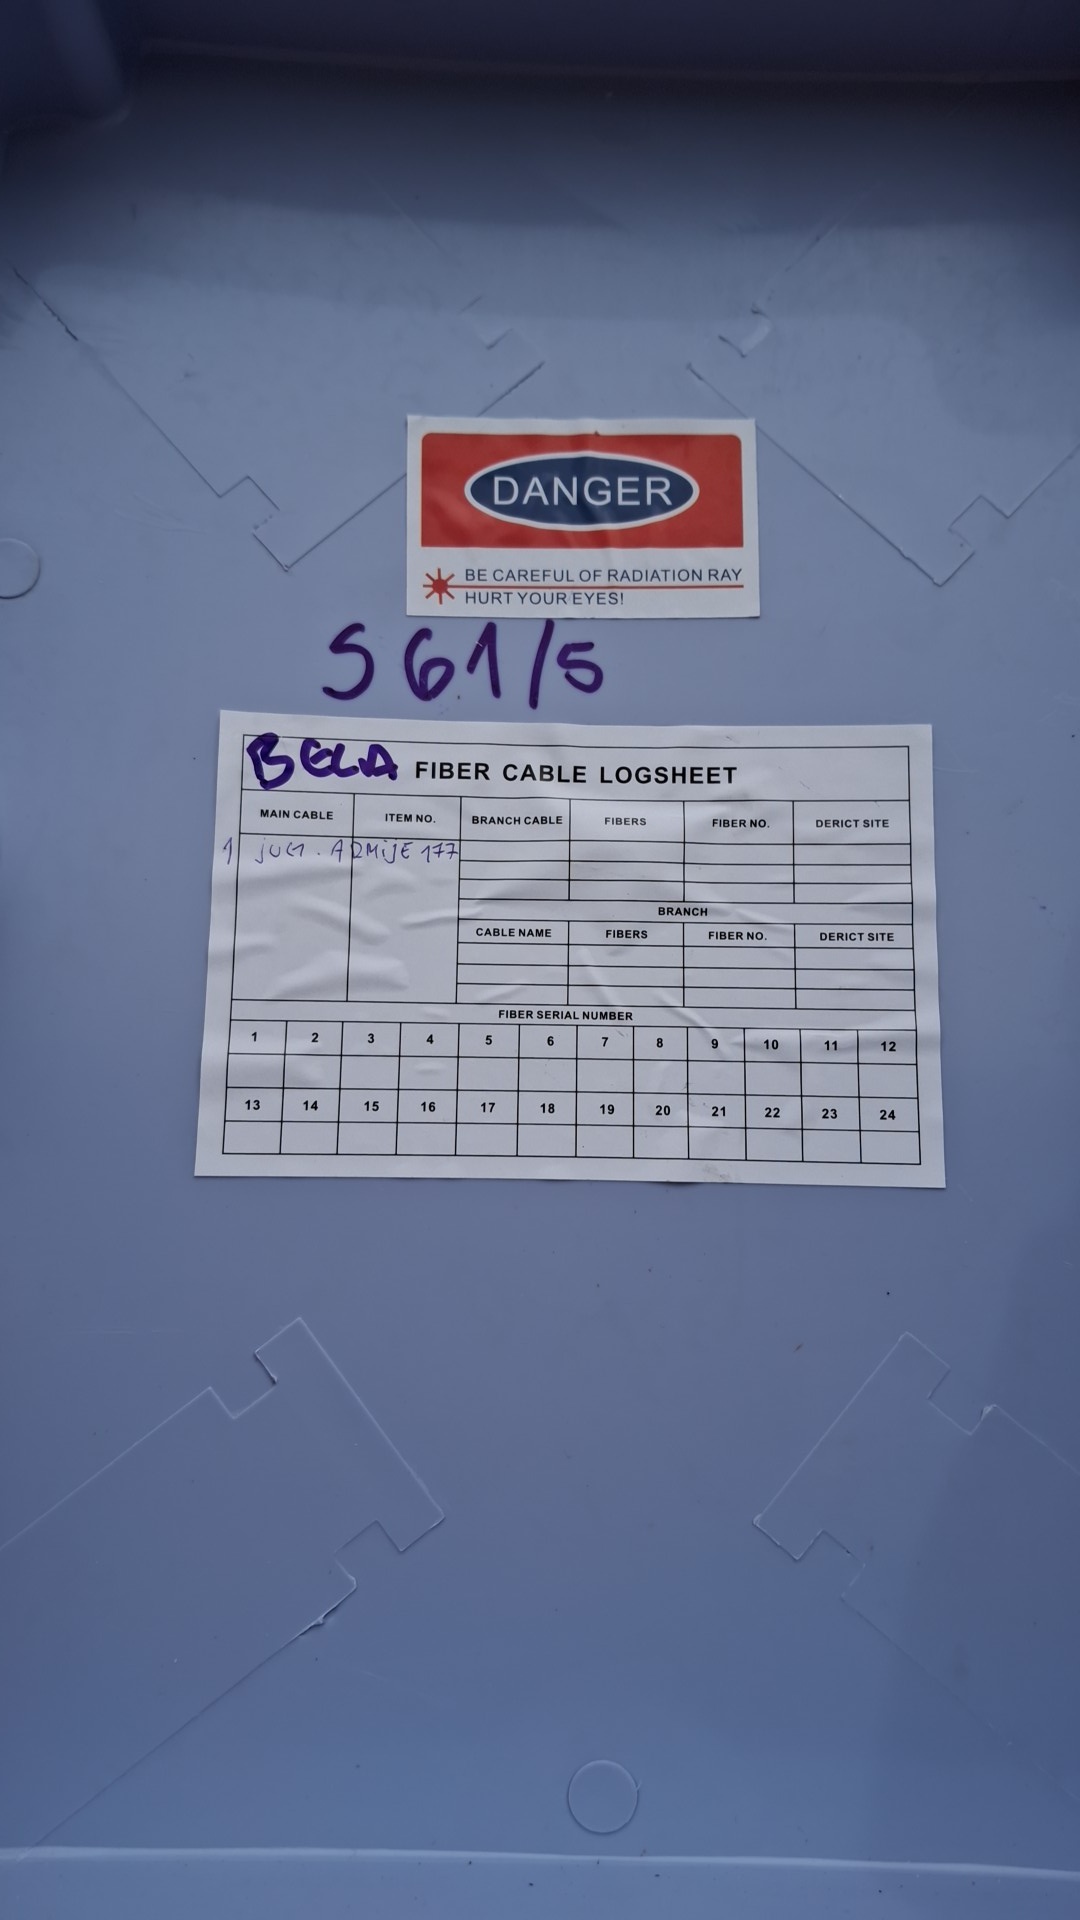 DANGER
BE CAREFUL OF RADIATION RAY
HURT YOUR EYES!
S61/5
BELA FIBER CABLE LOGSHEET
MAIN CABLE ITEM NO. BRANCH CABLE FIBERS FIBER NO. DERICT SITE
1 JUG. ARMIJE 177
BRANCH
CABLE NAME FIBERS FIBER NO. DERICT SITE
FIBER SERIAL NUMBER
1 2 3 4 5 6 7 8 9 10 11 12
13 14 15 16 17 18 19 20 21 22 23 24